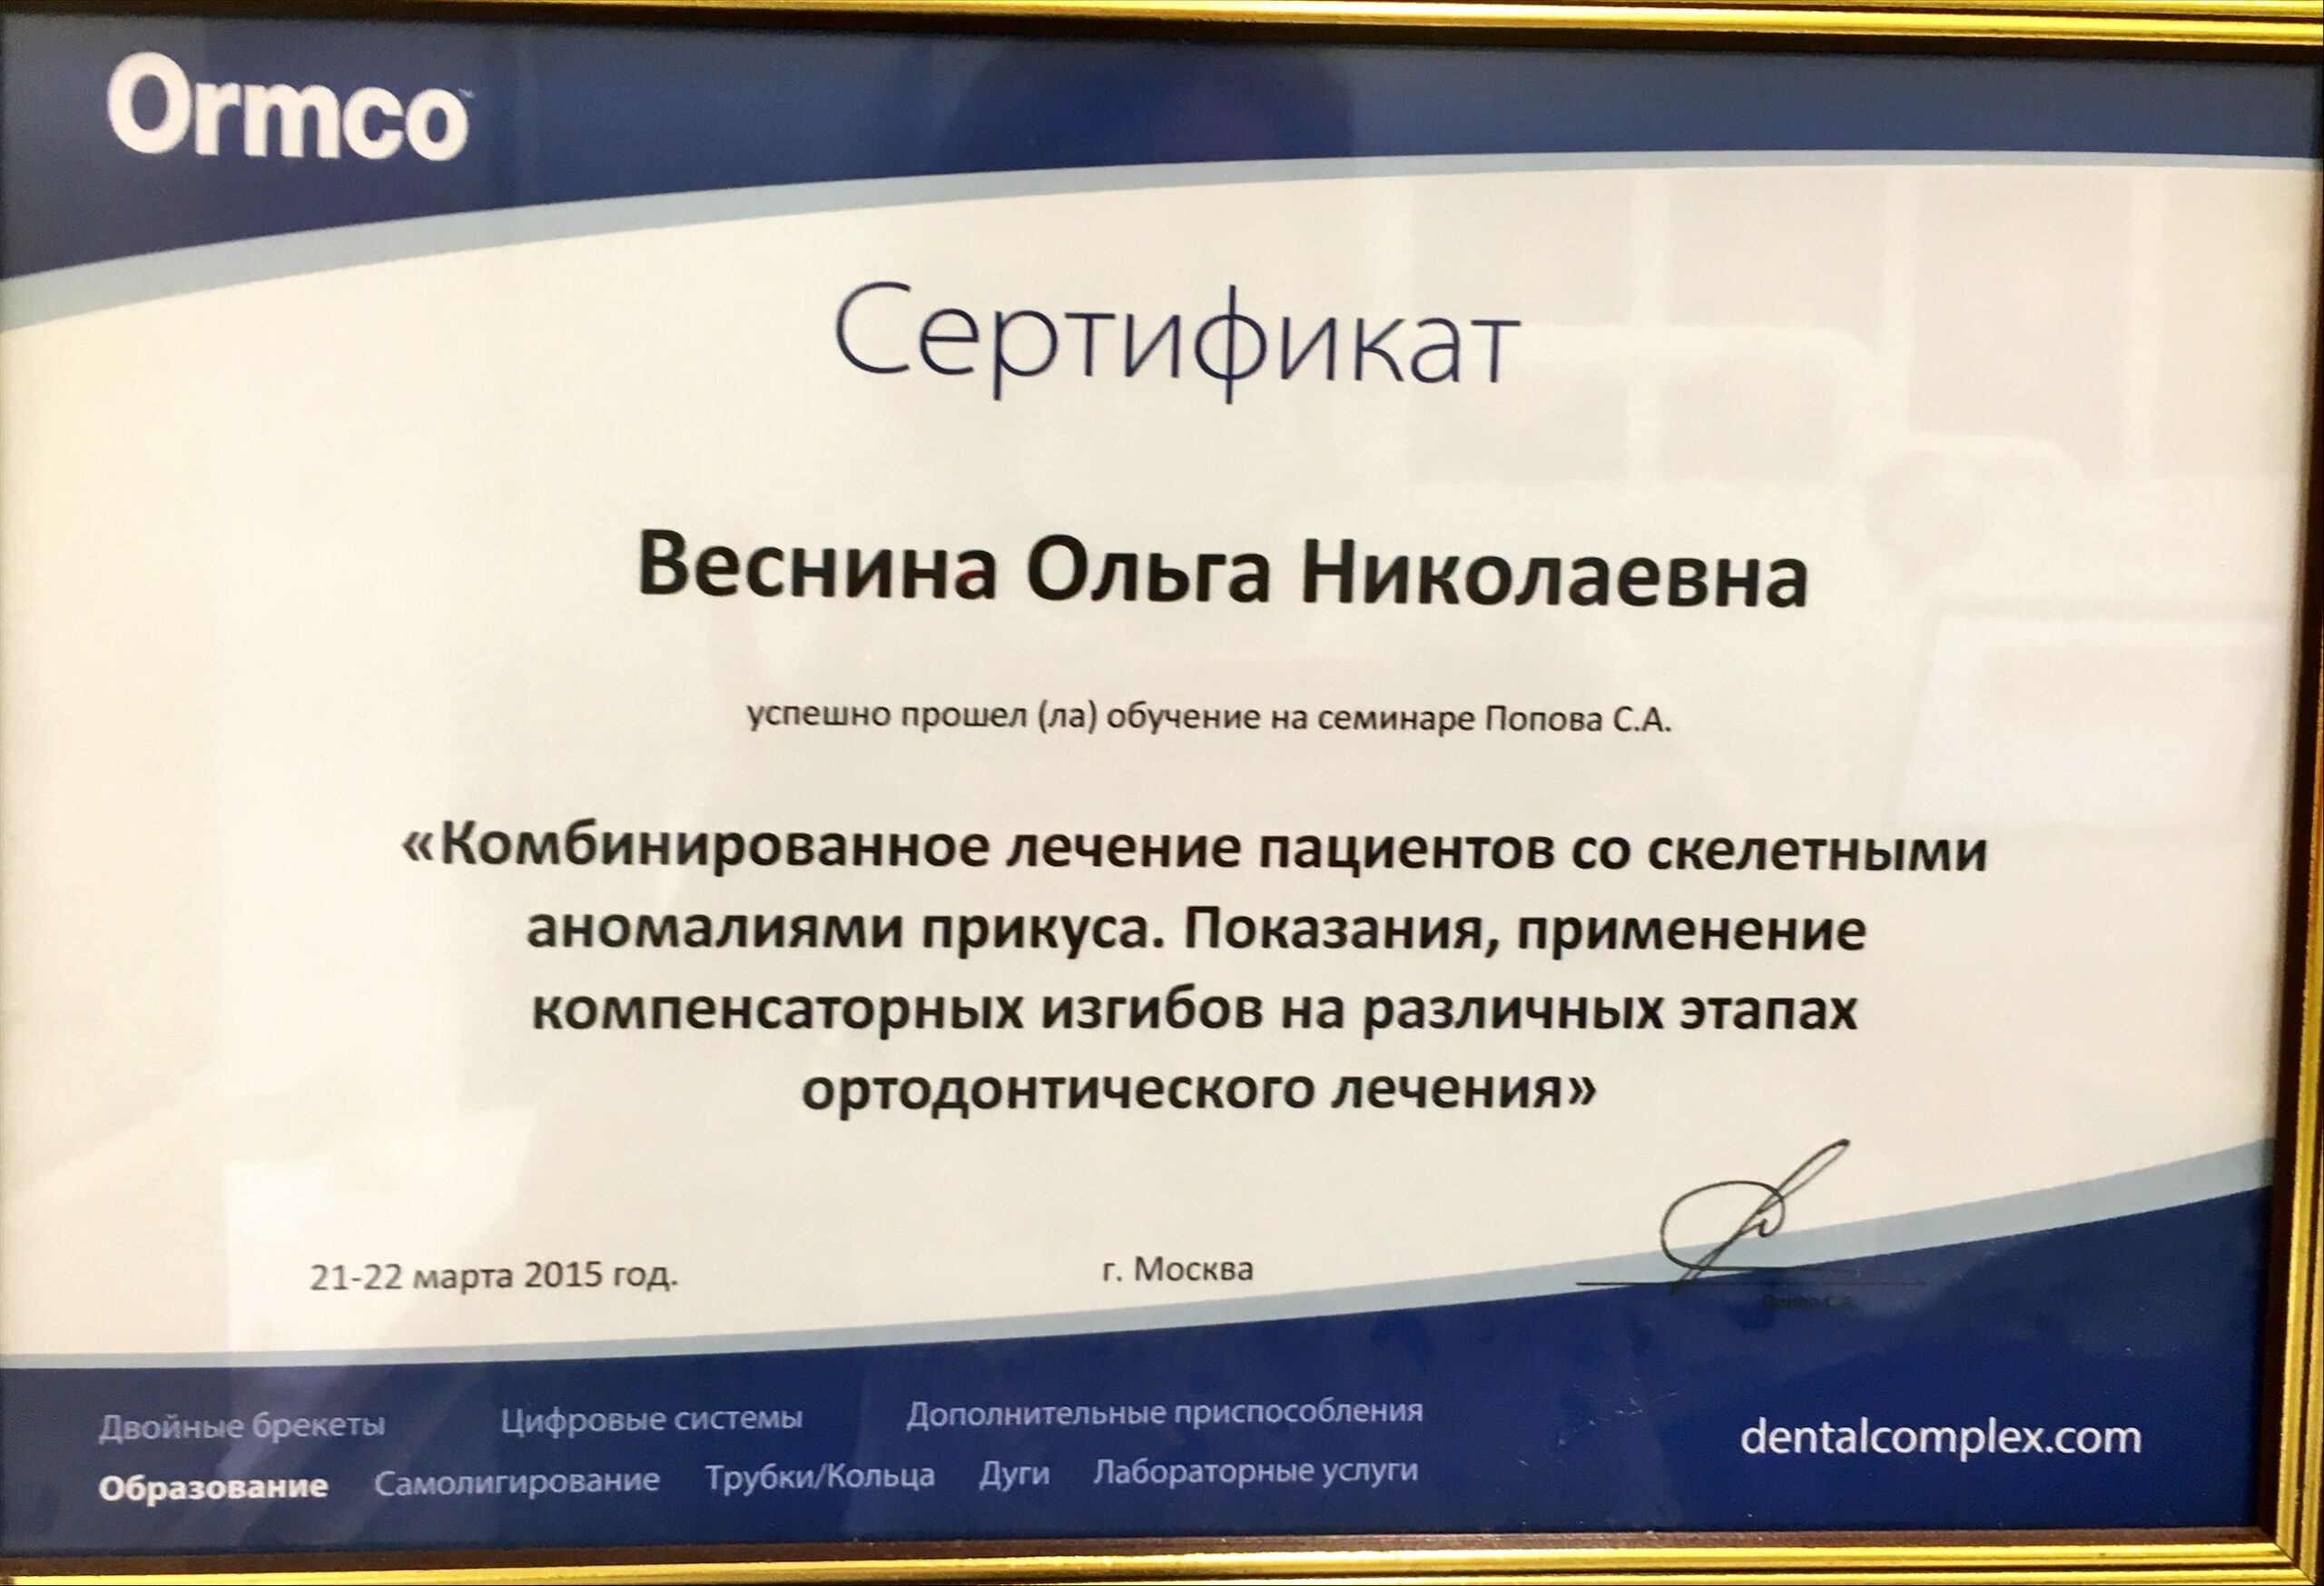 Ormco™
Сертификат
Веснина Ольга Николаевна
успешно прошел (ла) обучение на семинаре Попова С.А.
«Комбинированное лечение пациентов со скелетными
аномалиями прикуса. Показания, применение
компенсаторных изгибов на различных этапах
ортодонтического лечения»
21-22 марта 2015 год.
г. Москва
Двойные брекеты Цифровые системы Дополнительные приспособления
Образование Самолигирование Трубки/Кольца Дуги Лабораторные услуги
dentalcomplex.com